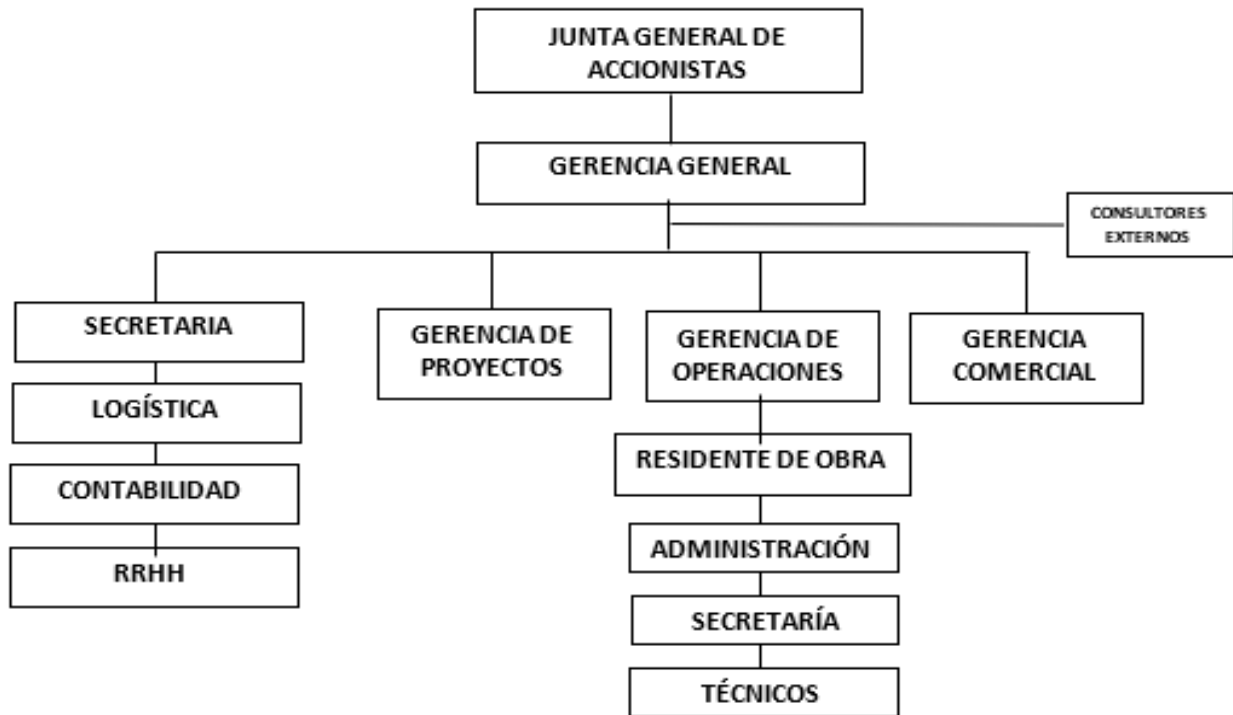 JUNTA GENERAL DE
ACCIONISTAS
GERENCIA GENERAL
CONSULTORES
EXTERNOS
SECRETARIA
LOGÍSTICA
CONTABILIDAD
RRHH
GERENCIA DE
PROYECTOS
GERENCIA DE
OPERACIONES
RESIDENTE DE OBRA
ADMINISTRACIÓN
SECRETARÍA
TÉCNICOS
GERENCIA
COMERCIAL